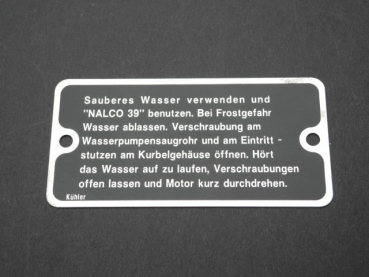 Sauberes Wasser verwenden und
"NALCO 39" benutzen. Bei Frostgefahr
Wasser ablassen. Verschraubung am
Wasserpumpensaugrohr und am Eintritt -
stutzen am Kurbelgehäuse öffnen. Hört
das Wasser auf zu laufen, Verschraubungen
offen lassen und Motor kurz durchdrehen.
Kühler